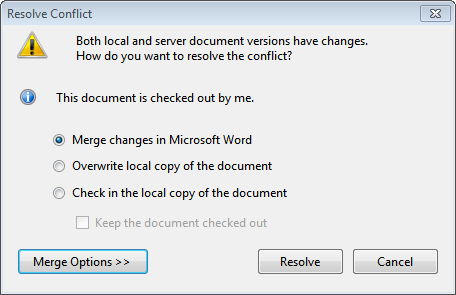 Resolve Conflict
Both local and server document versions have changes.
How do you want to resolve the conflict?
This document is checked out by me.
Merge changes in Microsoft Word
Overwrite local copy of the document
Check in the local copy of the document
Keep the document checked out
Merge Options >>
Resolve
Cancel